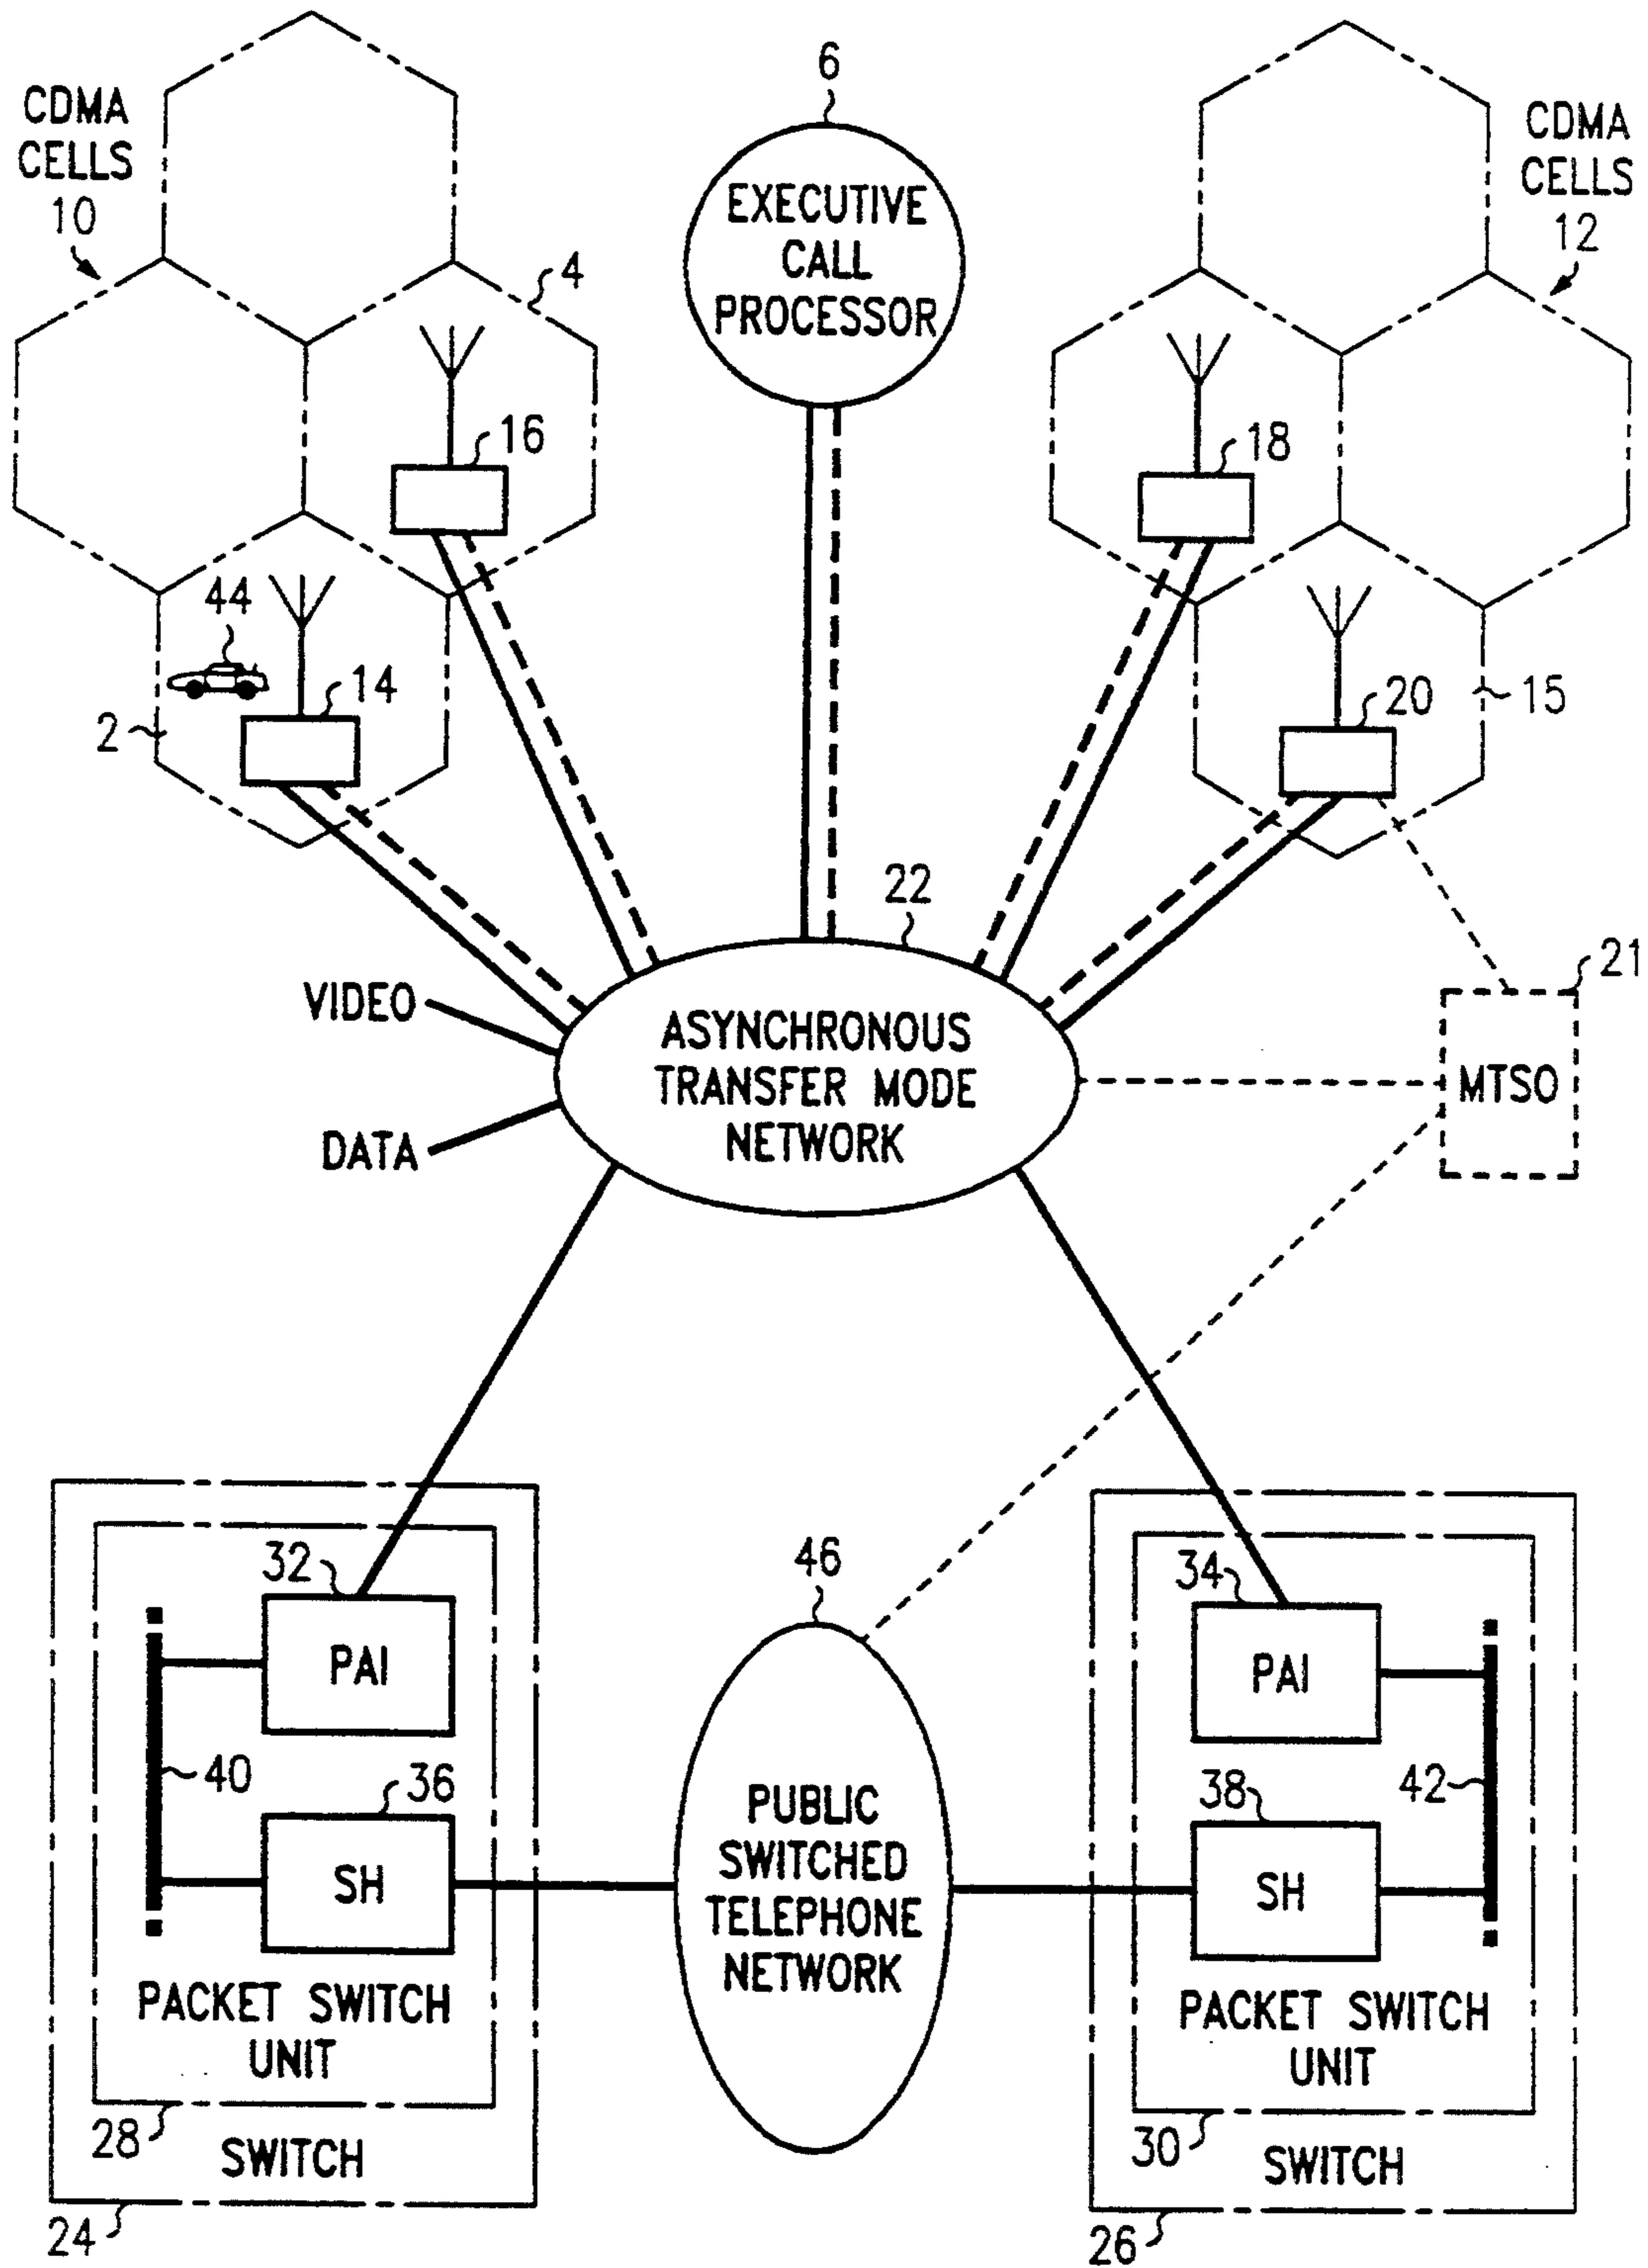 6
CDMA
CELLS
10
CDMA
CELLS
12
EXECUTIVE
CALL
PROCESSOR
4
16
18
44
14
2
20
15
22
21
VIDEO
ASYNCHRONOUS
TRANSFER MODE
NETWORK
MTSO
DATA
32
46
34
PAI
PAI
40
36
38
42
SH
PUBLIC
SWITCHED
TELEPHONE
NETWORK
SH
PACKET SWITCH
UNIT
PACKET SWITCH
UNIT
28
SWITCH
30
SWITCH
24
26